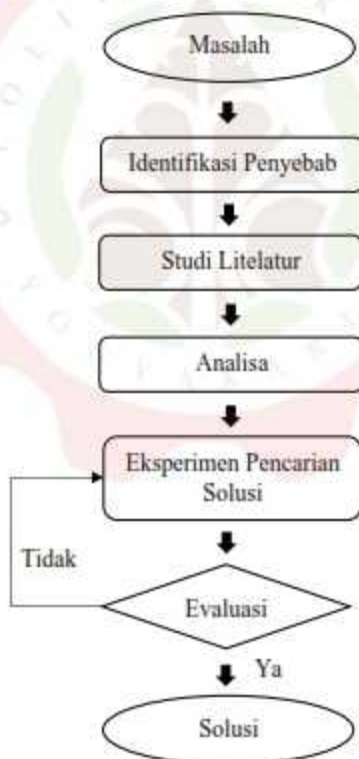 Masalah
Identifikasi Penyebab
Studi Litelatur
Analisa
Eksperimen Pencarian
Solusi
Tidak
Evaluasi
Ya
Solusi